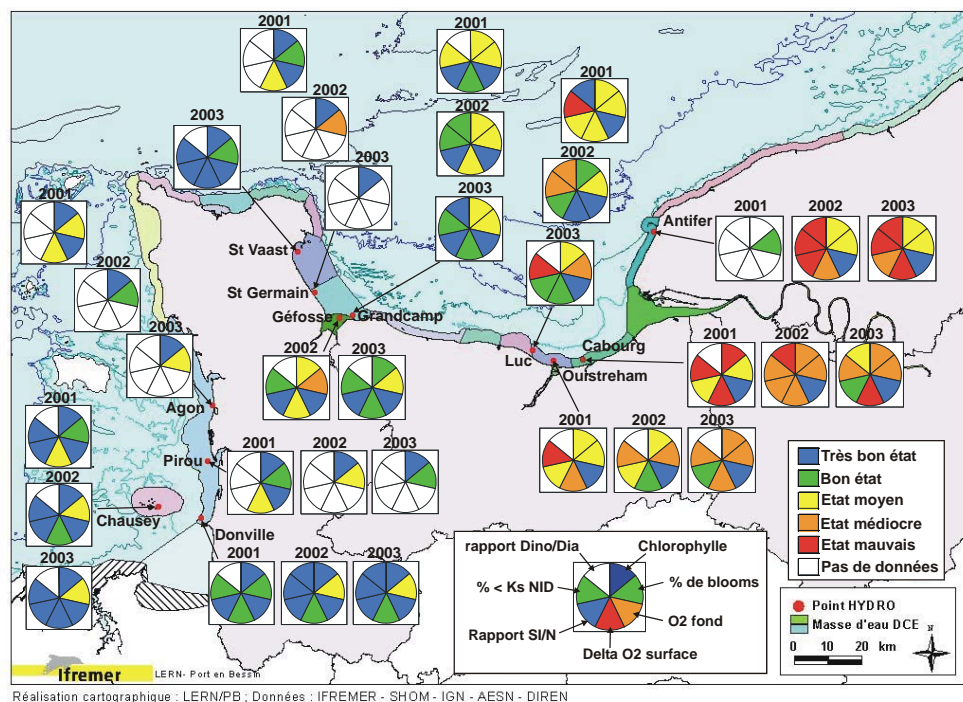 2001
2001
2001
2002
2002
2003
2003
2002
2003
2001
2003
Antifer
2001
2002
2003
St Vaast
2002
St Germain
Géfosse
Grandcamp
2003
Luc
Cabourg
Ouistreham
2001
2002
2003
2002
2003
Agon
2001
Pirou
2001
2002
2003
2001
2002
2003
2002
Chausey
Donville
2003
2001
2002
2003
Très bon état
Bon état
Etat moyen
Etat médiocre
Etat mauvais
Pas de données
rapport Dino/Dia
Chlorophylle
% < Ks NID
% de blooms
O2 fond
Rapport SI/N
Delta O2 surface
Point HYDRO
Masse d'eau DCE
0 10 20 km
N
Ifremer
LERN- Port en Bessin
Réalisation cartographique : LERN/PB ; Données : IFREMER - SHOM - IGN - AESN - DIREN